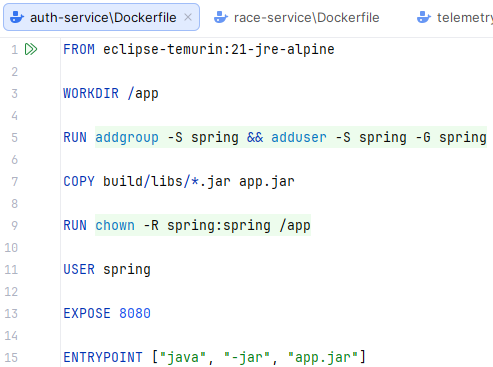 auth-service\Dockerfile × race-service\Dockerfile telemetry
1 FROM eclipse-temurin:21-jre-alpine
2
3 WORKDIR /app
4
5 RUN addgroup -S spring && adduser -S spring -G spring
6
7 COPY build/libs/*.jar app.jar
8
9 RUN chown -R spring:spring /app
10
11 USER spring
12
13 EXPOSE 8080
14
15 ENTRYPOINT ["java", "-jar", "app.jar"]